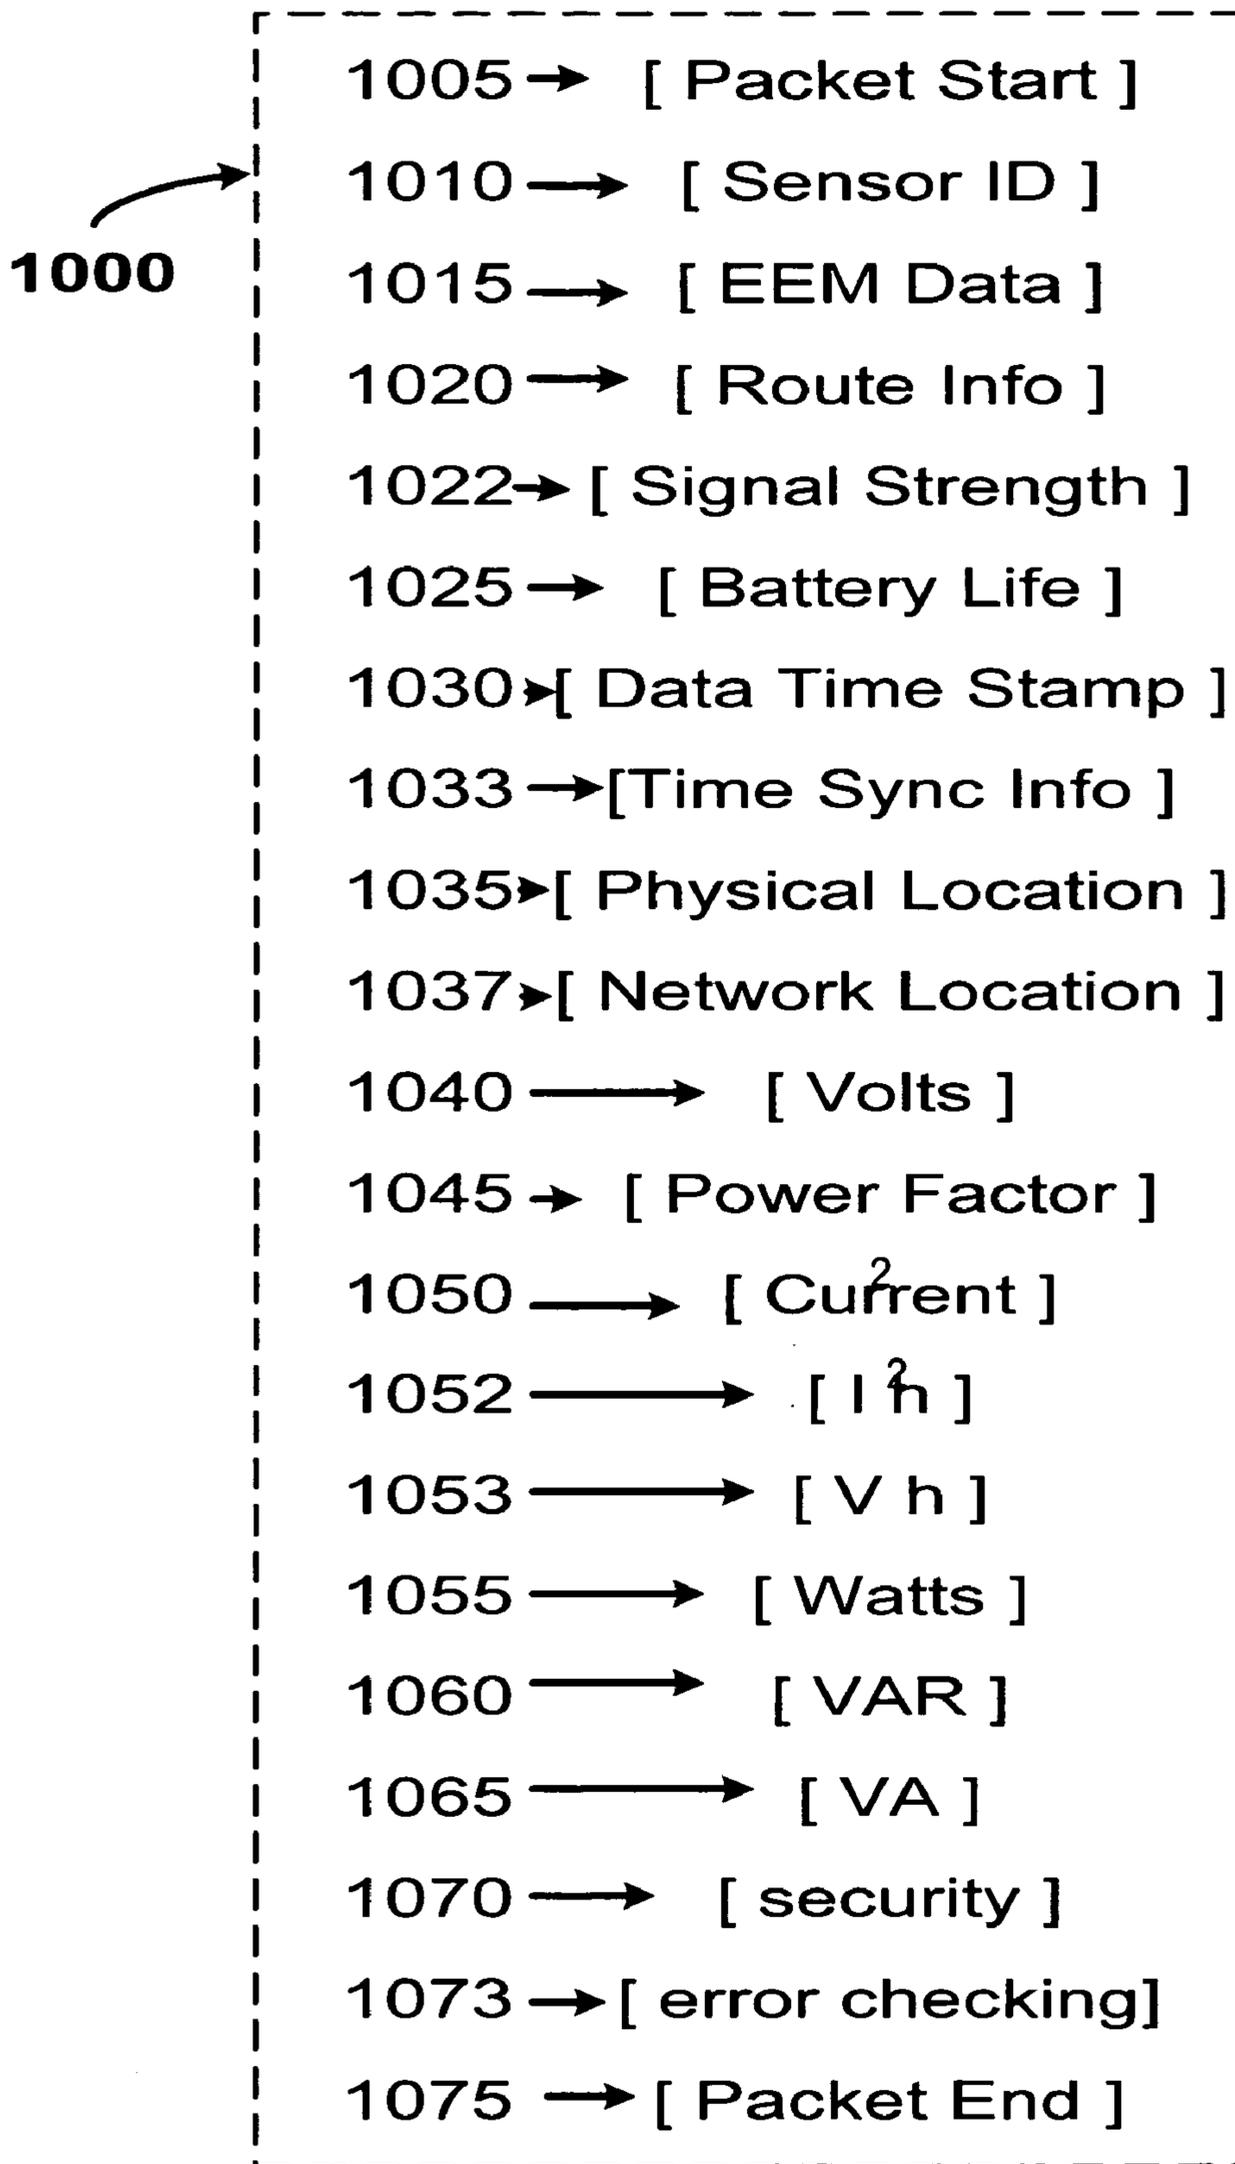 1005 → [ Packet Start ]
1010 → [ Sensor ID ]
1000
1015 → [ EEM Data ]
1020 → [ Route Info ]
1022 → [ Signal Strength ]
1025 → [ Battery Life ]
1030 → [ Data Time Stamp ]
1033 → [Time Sync Info ]
1035 → [ Physical Location ]
1037 → [ Network Location ]
1040 → [ Volts ]
1045 → [ Power Factor ]
1050 → [ Current ] 2
1052 → [ I 2h ]
1053 → [ V h ]
1055 → [ Watts ]
1060 → [ VAR ]
1065 → [ VA ]
1070 → [ security ]
1073 → [ error checking]
1075 → [ Packet End ]